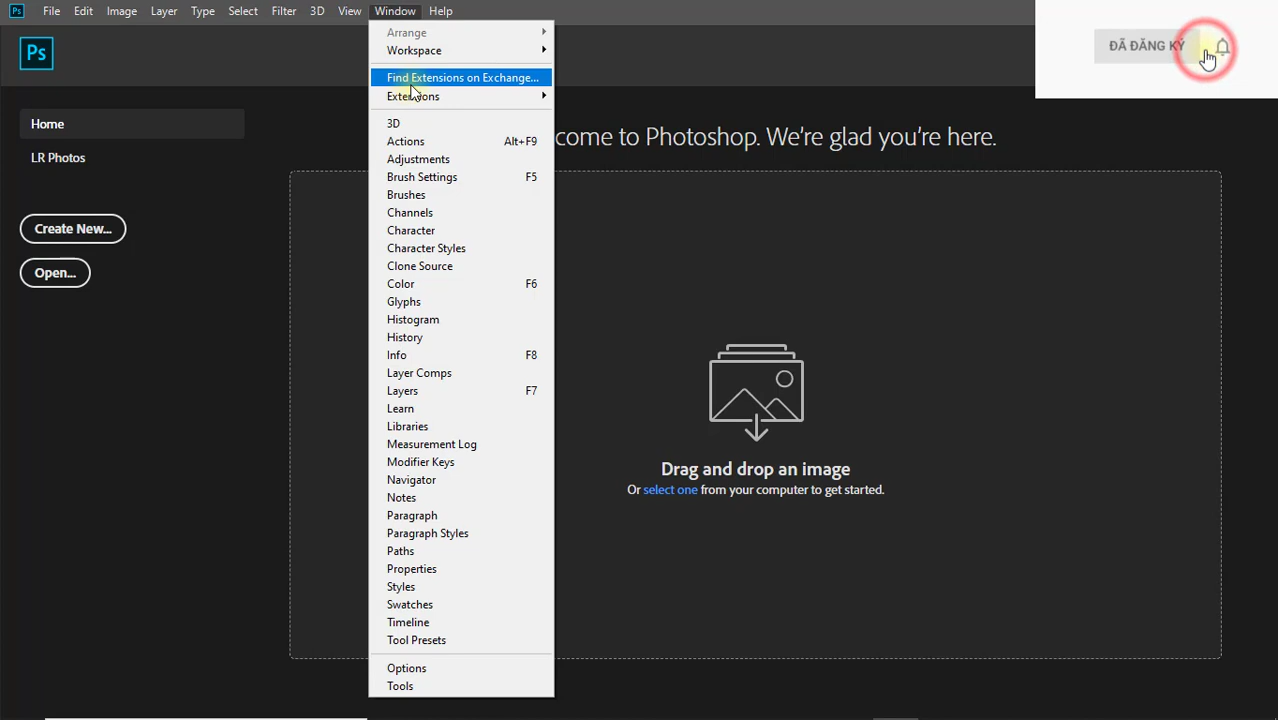 Ps File Edit Image Layer Type Select Filter 3D View Window Help
ĐÃ ĐĂNG KÝ
Ps
Arrange
Workspace
Find Extensions on Exchange...
Extensions
3D
Actions Alt+F9
Adjustments
Brush Settings F5
Brushes
Channels
Character
Character Styles
Clone Source
Color F6
Glyphs
Histogram
History
Info F8
Layer Comps
Layers F7
Learn
Libraries
Measurement Log
Modifier Keys
Navigator
Notes
Paragraph
Paragraph Styles
Paths
Properties
Styles
Swatches
Timeline
Tool Presets
Options
Tools
Home
LR Photos
Create New...
Open...
come to Photoshop. We're glad you're here.
Drag and drop an image
Or select one from your computer to get started.